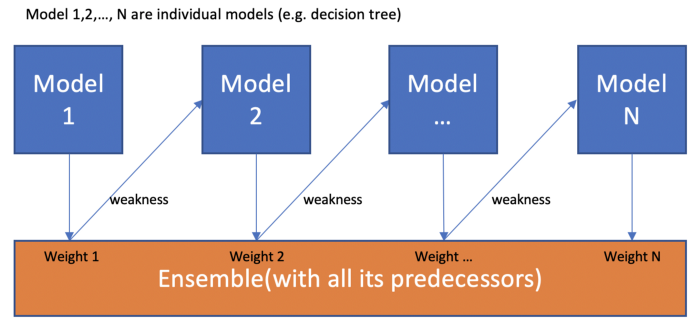 Model 1,2,…, N are individual models (e.g. decision tree)
Model
1
Model
2
Model
…
Model
N
weakness
weakness
weakness
Weight 1
Weight 2
Weight …
Weight N
Ensemble(with all its predecessors)